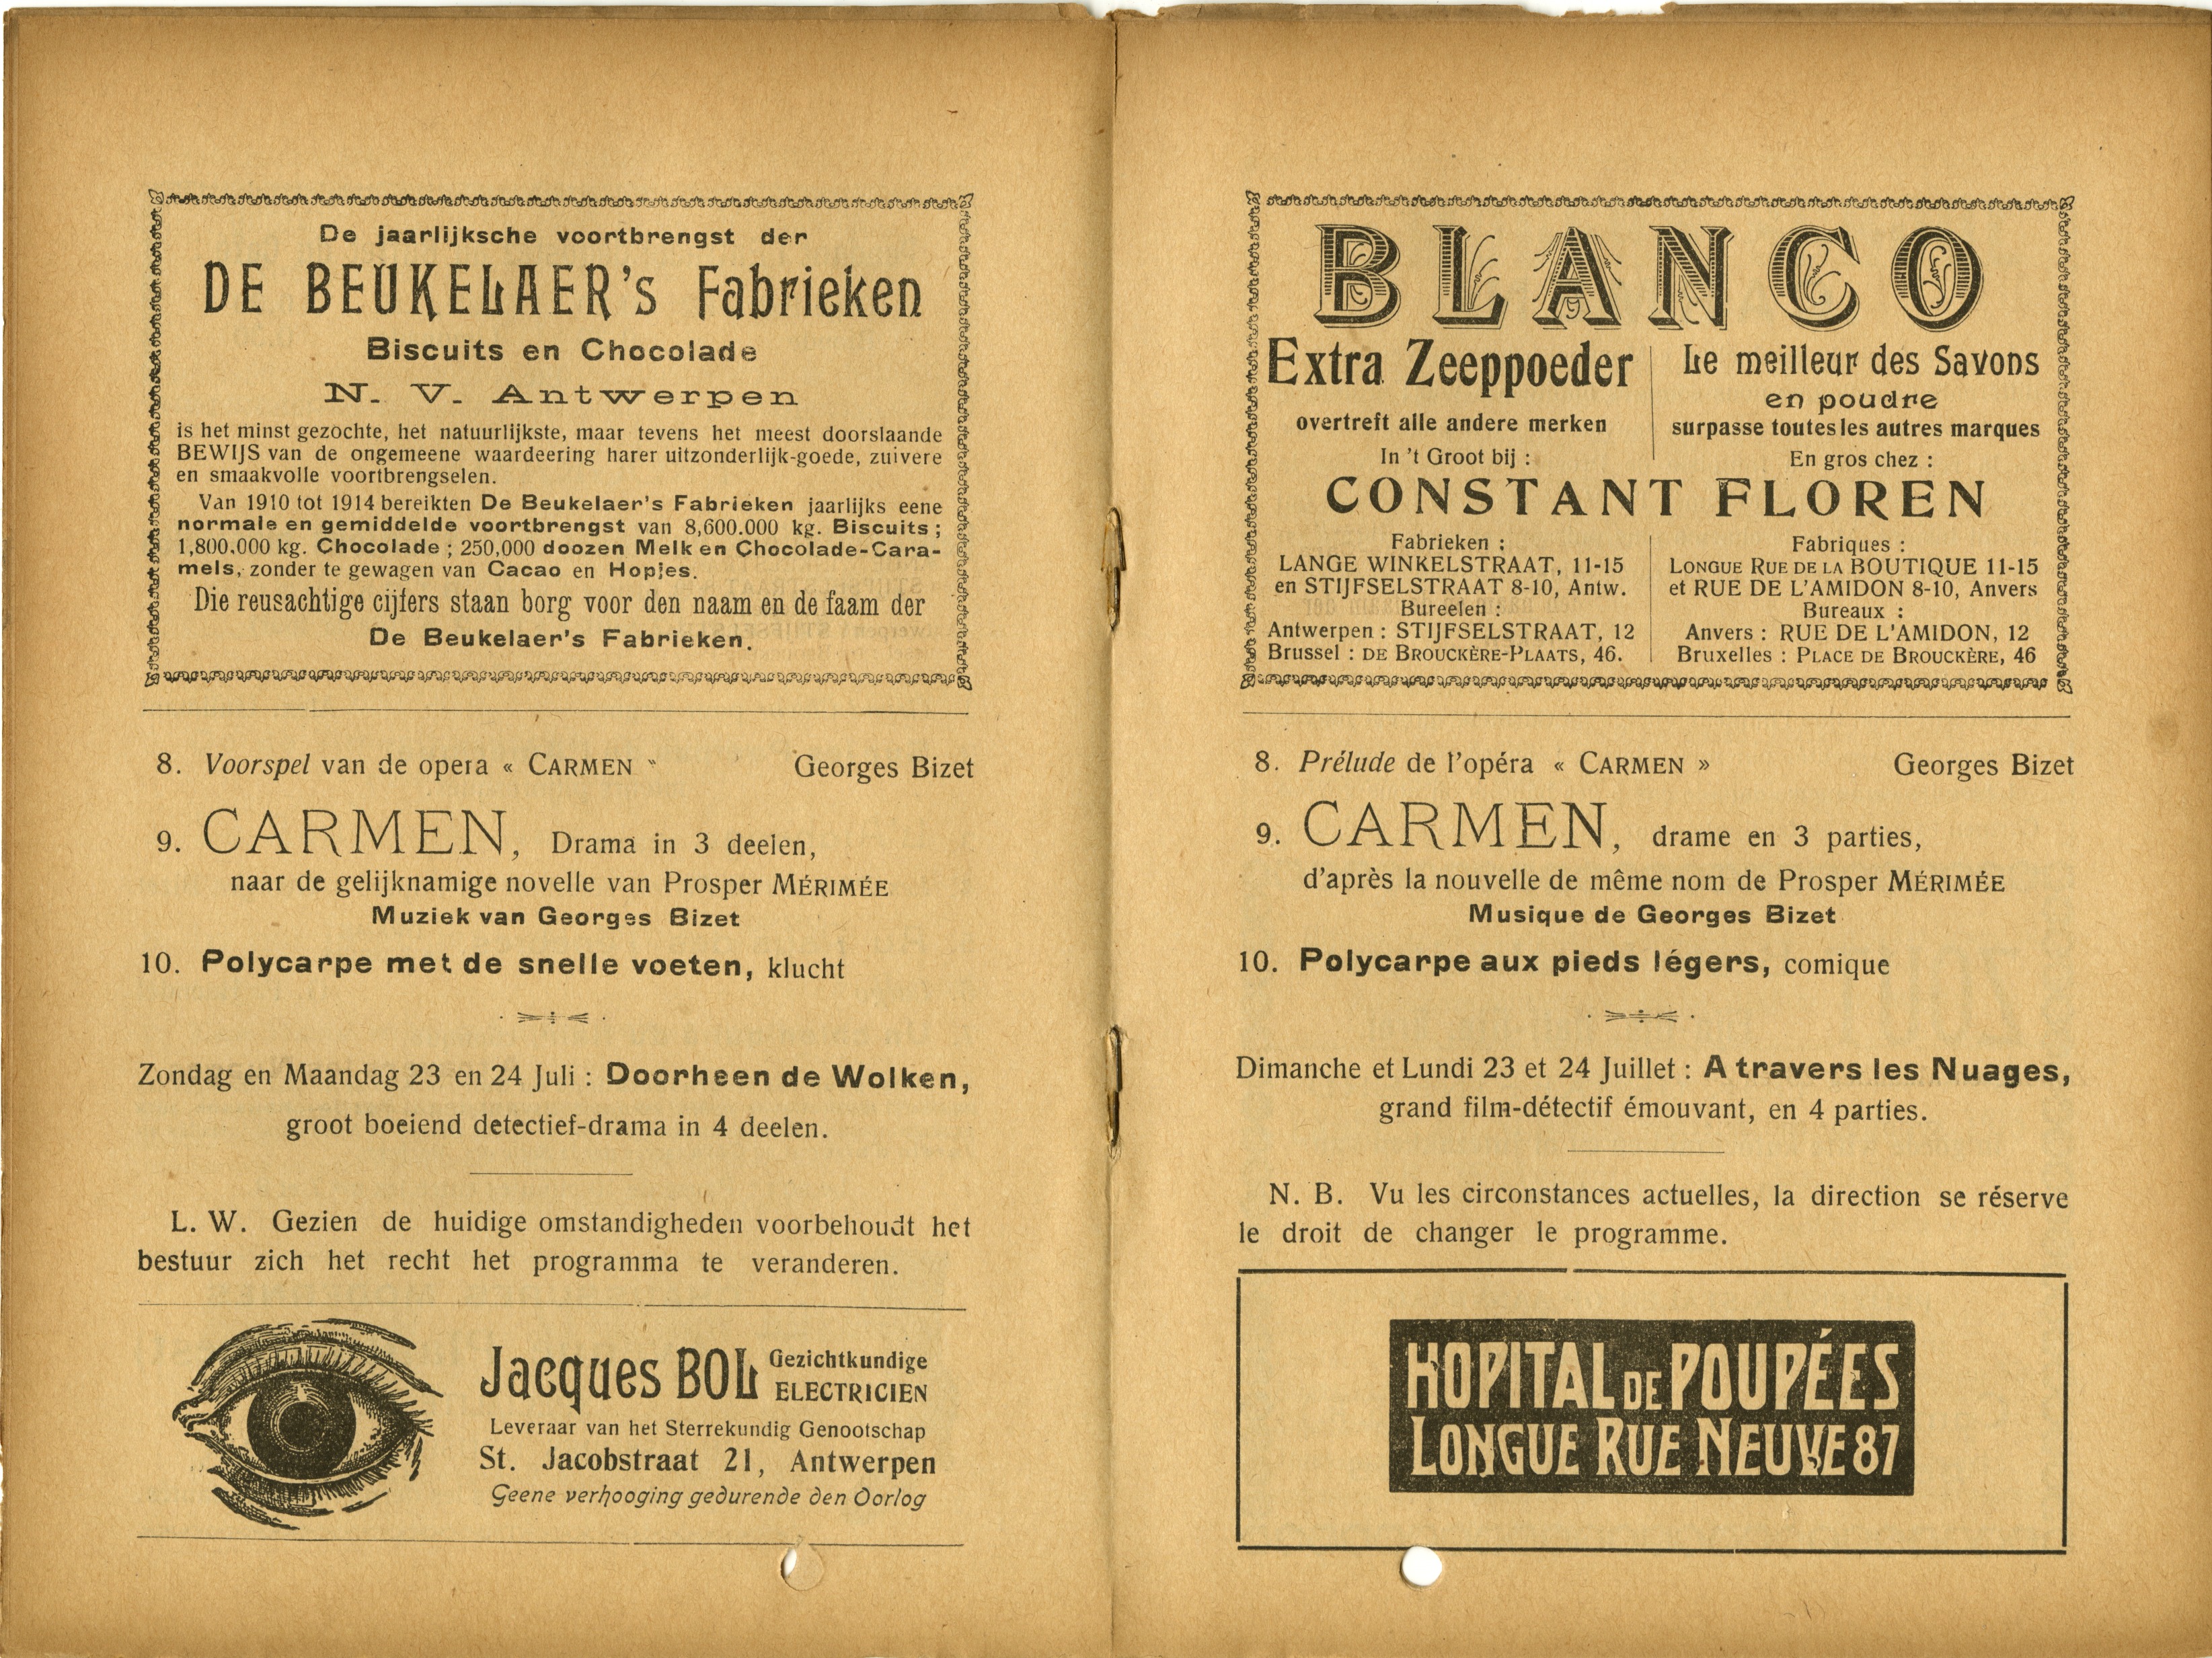 De jaarlijksche voortbrengst der
DE BEUKELAER's Fabrieken
Biscuits en Chocolade
N. V. Antwerpen
is het minst gezochte, het natuurlijkste, maar tevens het meest doorslaande
BEWIJS van de ongemeene waardeering harer uitzonderlijk-goede, zuivere
en smaakvolle voortbrengselen.
Van 1910 tot 1914 bereikten De Beukelaer's Fabrieken jaarlijks eene
normale en gemiddelde voortbrengst van 8,600.000 kg. Biscuits ;
1,800.000 kg. Chocolade ; 250,000 doozen Melk en Chocolade-Cara-
mels, zonder te gewagen van Cacao en Hopjes.
Die reusachtige cijfers staan borg voor den naam en de faam der
De Beukelaer's Fabrieken.
8. Voorspel van de opera « CARMEN » Georges Bizet
9. CARMEN, Drama in 3 deelen,
naar de gelijknamige novelle van Prosper MÉRIMÉE
Muziek van Georges Bizet
10. Polycarpe met de snelle voeten, klucht
Zondag en Maandag 23 en 24 Juli : Doorheen de Wolken,
groot boeiend detectief-drama in 4 deelen.
L. W. Gezien de huidige omstandigheden voorbehoudt het
bestuur zich het recht het programma te veranderen.
Jacques BOL Gezichtkundige
ELECTRICIEN
Leveraar van het Sterrekundig Genootschap
St. Jacobstraat 21, Antwerpen
Geene verhooging gedurende den Oorlog
BLANCO
Extra Zeeppoeder
overtreft alle andere merken
In 't Groot bij :
Le meilleur des Savons
en poudre
surpasse toutes les autres marques
En gros chez :
CONSTANT FLOREN
Fabrieken :
LANGE WINKELSTRAAT, 11-15
en STIJFSELSTRAAT 8-10, Antw.
Bureelen :
Antwerpen : STIJFSELSTRAAT, 12
Brussel : DE BROUCKÈRE-PLAATS, 46.
Fabriques :
LONGUE RUE DE LA BOUTIQUE 11-15
et RUE DE L'AMIDON 8-10, Anvers
Bureaux :
Anvers : RUE DE L'AMIDON, 12
Bruxelles : PLACE DE BROUCKÈRE, 46
8. Prélude de l'opéra « CARMEN » Georges Bizet
9. CARMEN, drame en 3 parties,
d'après la nouvelle de même nom de Prosper MÉRIMÉE
Musique de Georges Bizet
10. Polycarpe aux pieds légers, comique
Dimanche et Lundi 23 et 24 Juillet : A travers les Nuages,
grand film-détectif émouvant, en 4 parties.
N. B. Vu les circonstances actuelles, la direction se réserve
le droit de changer le programme.
HOPITAL DE POUPÉES
LONGUE RUE NEUVE 87